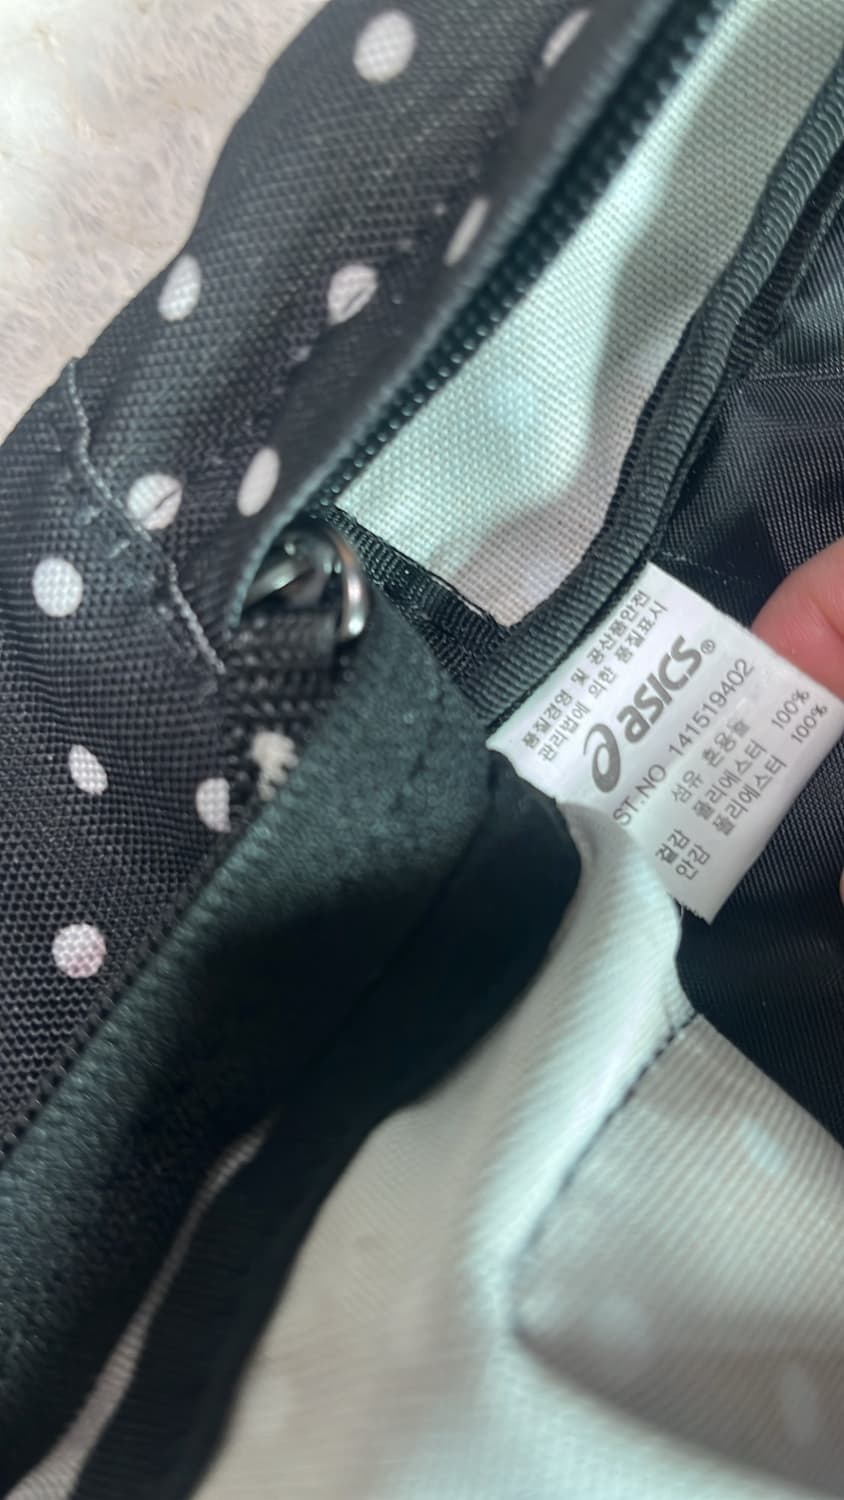 품질경영 및 공산품안전
관리법에 의한 품질표시
asics®
ST.NO 141519402
섬유 혼용율
겉감 폴리에스터 100%
안감 폴리에스터 100%